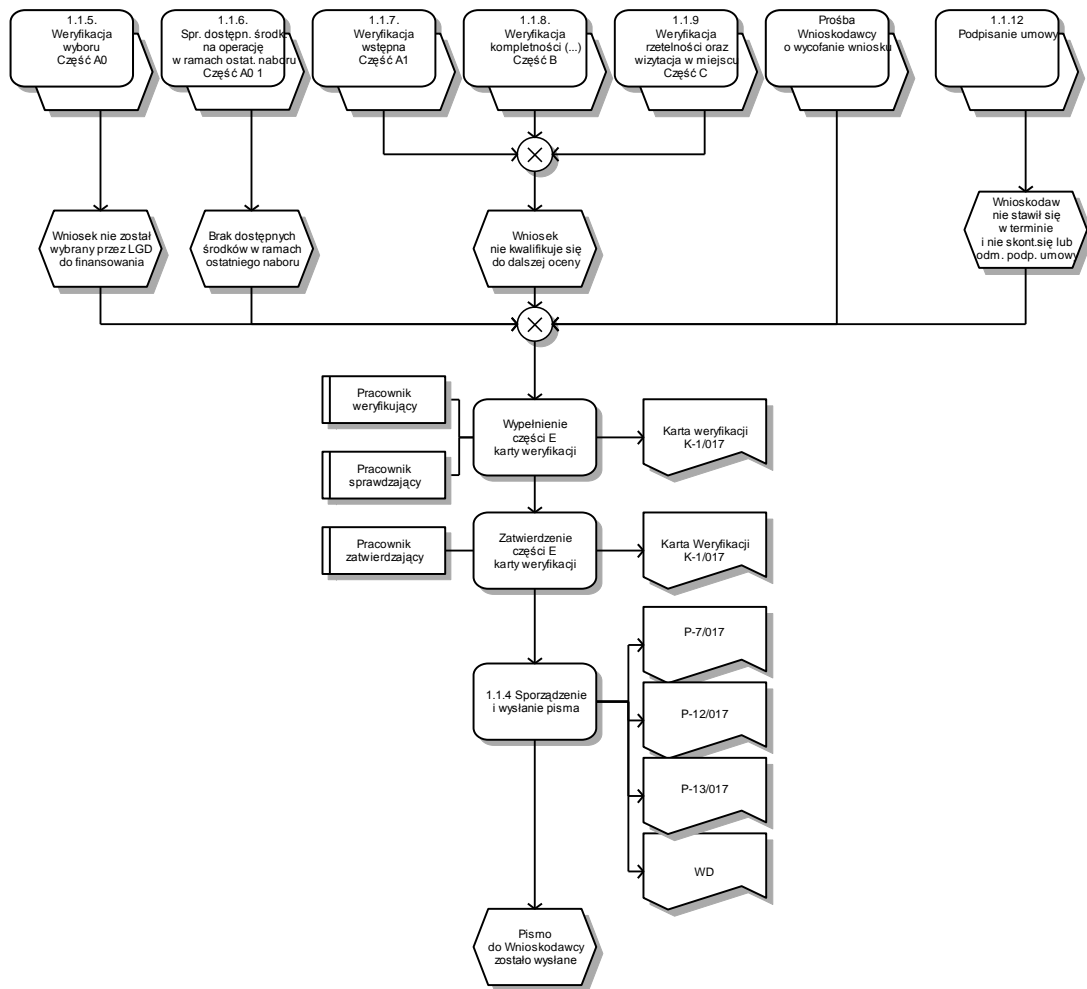 1.1.5.
Weryfikacja
wyboru
Część A0
1.1.6.
Spr. dostępn. środk.
na operację
w ramach ostat. naboru
Część A0 1
1.1.7.
Weryfikacja
wstępna
Część A1
1.1.8.
Weryfikacja
kompletności (...)
Część B
1.1.9
Weryfikacja
rzetelności oraz
wizytacja w miejscu
Część C
Prośba
Wnioskodawcy
o wycofanie wniosku
1.1.12
Podpisanie umowy
Wniosek nie został
wybrany przez LGD
do finansowania
Brak dostępnych
środków w ramach
ostatniego naboru
Wniosek
nie kwalifikuje się
do dalszej oceny
Wnioskodaw
nie stawił się
w terminie
i nie skont.się lub
odm. podp. umowy
Pracownik
weryfikujący
Pracownik
sprawdzający
Wypełnienie
części E
karty weryfikacji
Karta weryfikacji
K-1/017
Pracownik
zatwierdzający
Zatwierdzenie
części E
karty weryfikacji
Karta Weryfikacji
K-1/017
1.1.4 Sporządzenie
i wysłanie pisma
P-7/017
P-12/017
P-13/017
WD
Pismo
do Wnioskodawcy
zostało wysłane